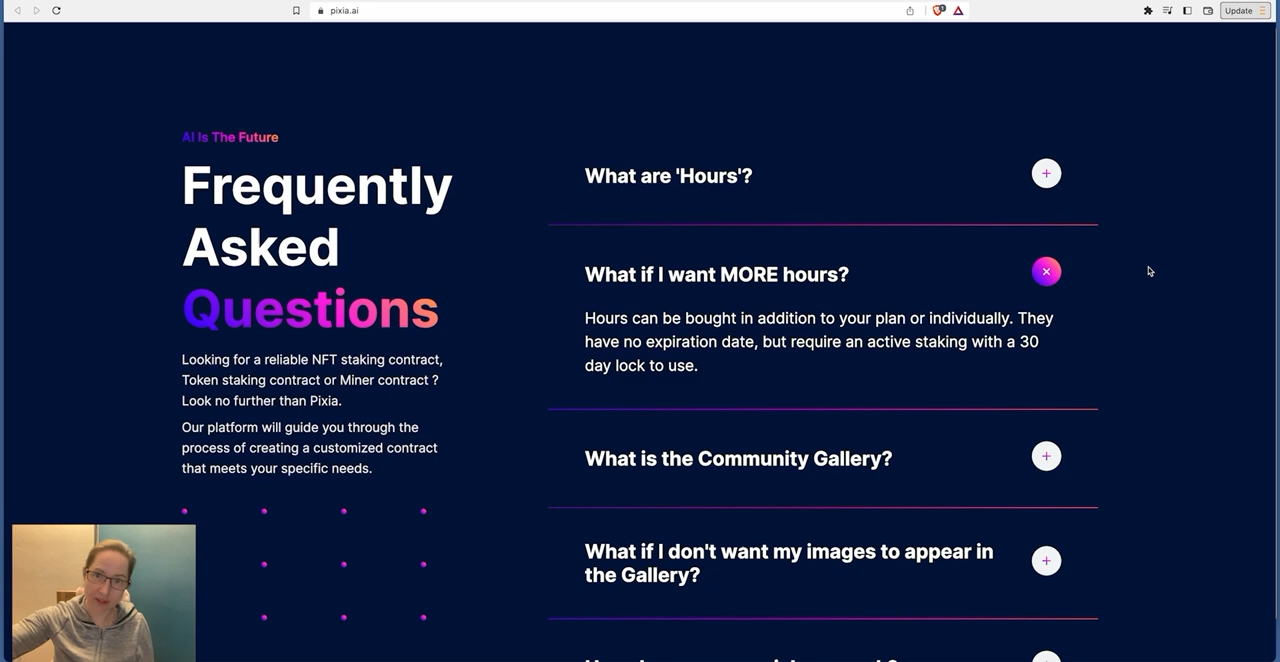 pixia.ai
Update
AI Is The Future
Frequently
Asked
Questions
Looking for a reliable NFT staking contract,
Token staking contract or Miner contract ?
Look no further than Pixia.
Our platform will guide you through the
process of creating a customized contract
that meets your specific needs.
What are 'Hours'?
What if I want MORE hours?
Hours can be bought in addition to your plan or individually. They
have no expiration date, but require an active staking with a 30
day lock to use.
What is the Community Gallery?
What if I don't want my images to appear in
the Gallery?